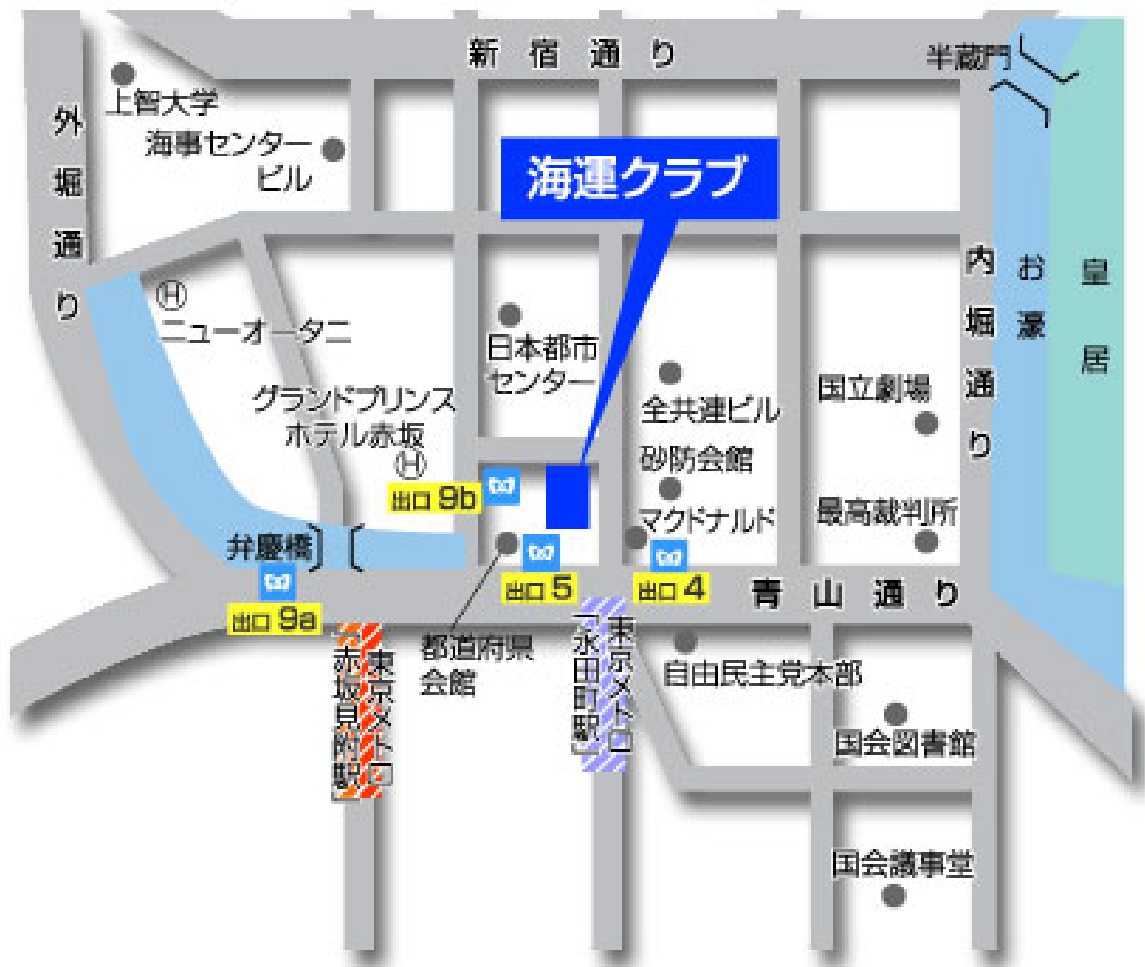 新宿通り
半蔵門
上智大学
海事センター
ビル
外堀通り
海運クラブ
内堀通り
お濠
皇居
ニューオータニ
日本都市
センター
グランドプリンス
ホテル赤坂
全共連ビル
国立劇場
砂防会館
出口 9b
マクドナルド
最高裁判所
弁慶橋
出口 5
出口 4
青山通り
出口 9a
都道府県
会館
東京メトロ
「赤坂見附駅」
東京メトロ
「永田町駅」
自由民主党本部
国会図書館
国会議事堂